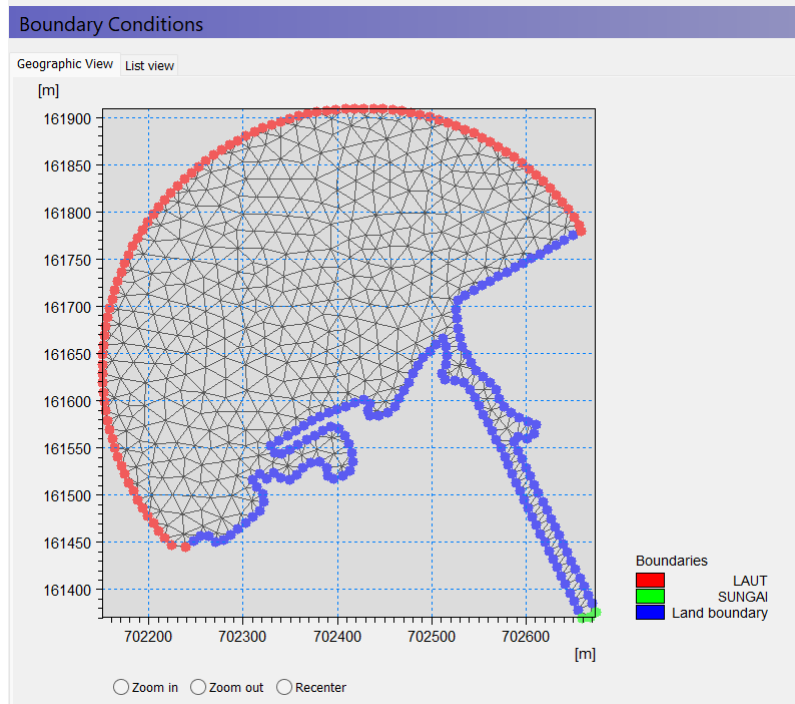 Boundary Conditions
Geographic View List view
[m]
161900
161850
161800
161750
161700
161650
161600
161550
161500
161450
161400
702200 702300 702400 702500 702600
[m]
Boundaries
LAUT
SUNGAI
Land boundary
Zoom in Zoom out Recenter